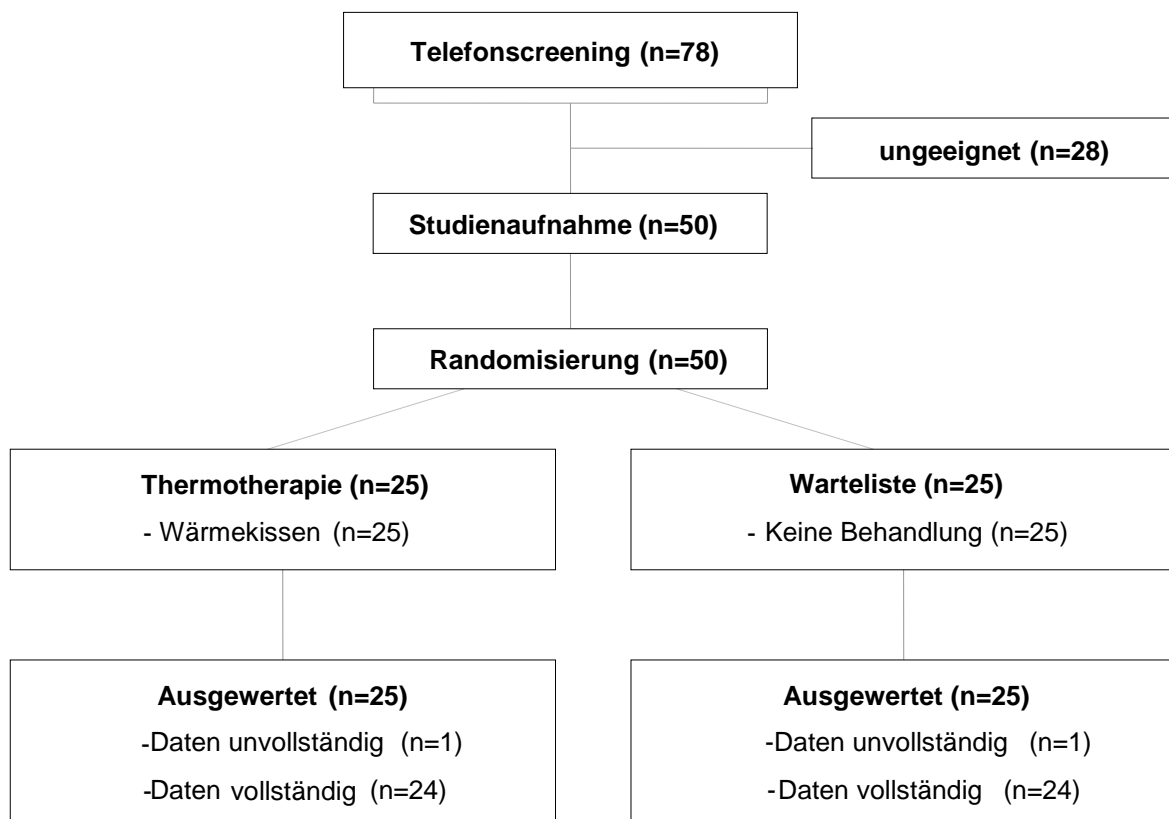 Telefonscreening (n=78)
ungeeignet (n=28)
Studienaufnahme (n=50)
Randomisierung (n=50)
Thermotherapie (n=25)
- Wärmekissen (n=25)
Warteliste (n=25)
- Keine Behandlung (n=25)
Ausgewertet (n=25)
-Daten unvollständig (n=1)
-Daten vollständig (n=24)
Ausgewertet (n=25)
-Daten unvollständig (n=1)
-Daten vollständig (n=24)